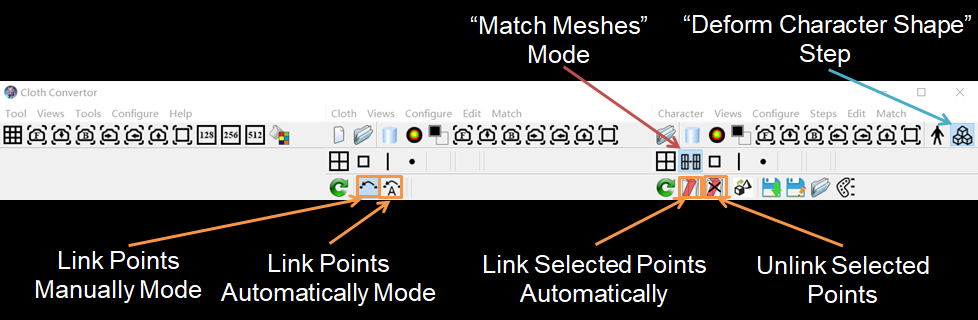 “Match Meshes”
Mode
“Deform Character Shape”
Step
Cloth Convertor
Tool Views Tools Configure Help
Cloth Views Configure Edit Match
Character Views Configure Steps Edit Match
F B 128 256 512
F B
F B
A
Link Points
Manually Mode
Link Points
Automatically Mode
Link Selected Points
Automatically
Unlink Selected
Points